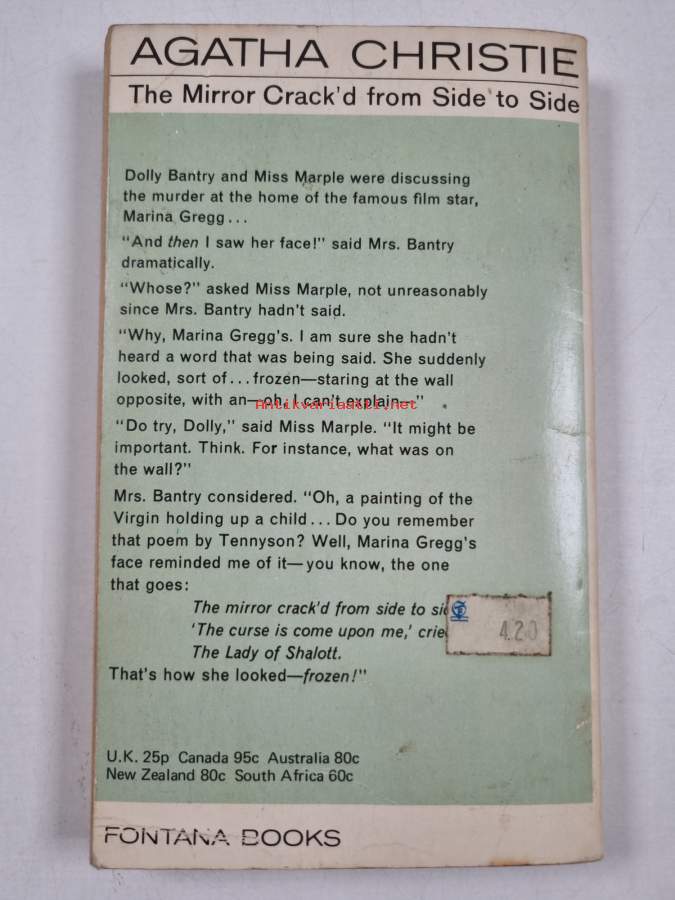 AGATHA CHRISTIE
The Mirror Crack'd from Side to Side
Dolly Bantry and Miss Marple were discussing
the murder at the home of the famous film star,
Marina Gregg...
"And then I saw her face!" said Mrs. Bantry
dramatically.
"Whose?" asked Miss Marple, not unreasonably
since Mrs. Bantry hadn't said.
"Why, Marina Gregg's. I am sure she hadn't
heard a word that was being said. She suddenly
looked, sort of...frozen—staring at the wall
opposite, with an—oh, I can't explain—"
Antikvariaatti.net
"Do try, Dolly," said Miss Marple. "It might be
important. Think. For instance, what was on
the wall?"
Mrs. Bantry considered. "Oh, a painting of the
Virgin holding up a child...Do you remember
that poem by Tennyson? Well, Marina Gregg's
face reminded me of it—you know, the one
that goes:
The mirror crack'd from side to
'The curse is come upon me,'
4.20
The Lady of Shalott.
That's how she looked—frozen!"
U.K. 25p Canada 95c Australia 80c
New Zealand 80c South Africa 60c
FONTANA BOOKS